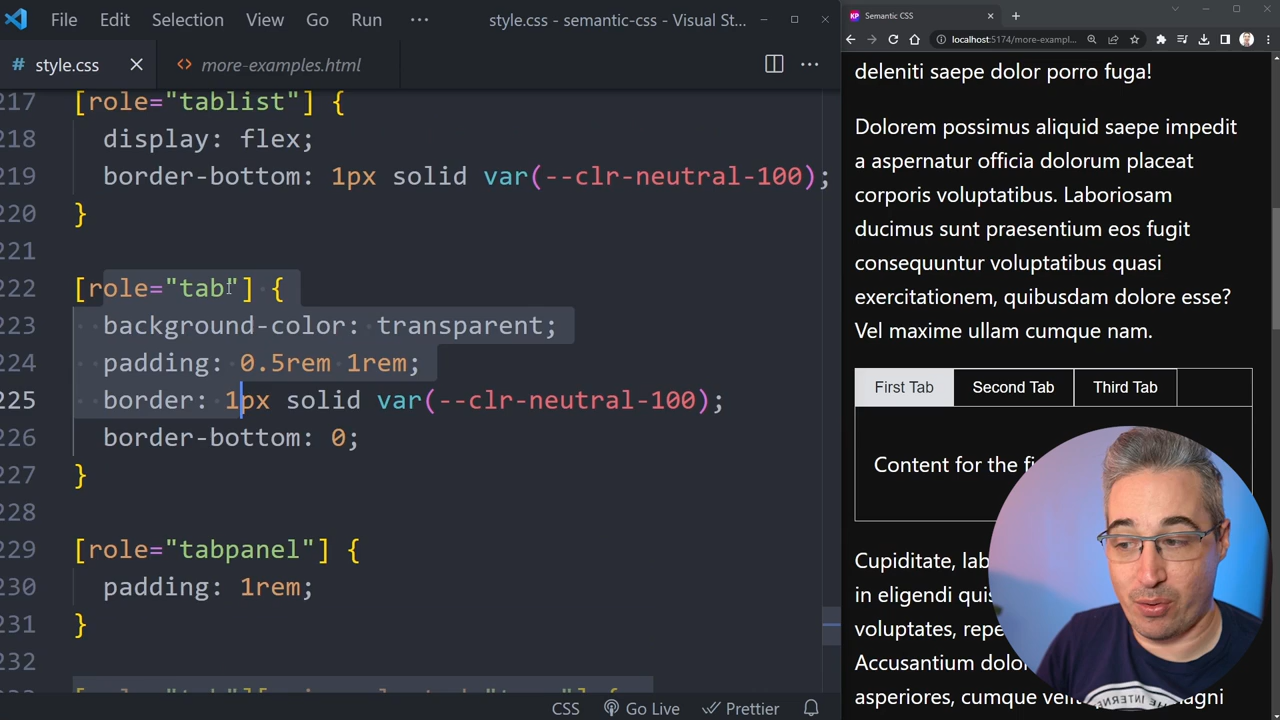 File Edit Selection View Go Run ··· style.css - semantic-css - Visual St...
# style.css <> more-examples.html ···
217 [role="tablist"] {
218 display: flex;
219 border-bottom: 1px solid var(--clr-neutral-100);
220 }
221
222 [role="tab"] {
223 background-color: transparent;
224 padding: 0.5rem 1rem;
225 border: 1px solid var(--clr-neutral-100);
226 border-bottom: 0;
227 }
228
229 [role="tabpanel"] {
230 padding: 1rem;
231 }
232
CSS Go Live Prettier
KP Semantic CSS
localhost:5174/more-exampl...
deleniti saepe dolor porro fuga!
Dolorem possimus aliquid saepe impedit
a aspernatur officia dolorum placeat
corporis voluptatibus. Laboriosam
ducimus sunt praesentium eos fugit
consequuntur voluptatibus quasi
exercitationem, quibusdam dolore esse?
Vel maxime ullam cumque nam.
First Tab Second Tab Third Tab
Content for the fi
Cupiditate, lab
in eligendi quis
voluptates, repe
Accusantium dolo
asperiores, cumque veli magni